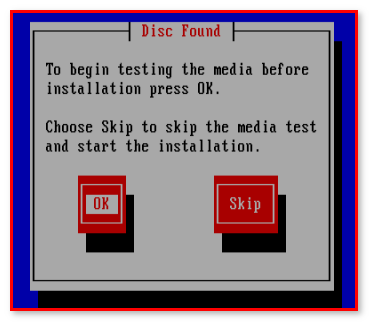 Disc Found
To begin testing the media before
installation press OK.
Choose Skip to skip the media test
and start the installation.
OK
Skip